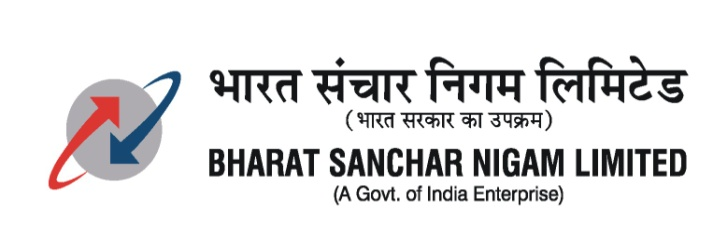 भारत संचार निगम लिमिटेड
(भारत सरकार का उपक्रम)
BHARAT SANCHAR NIGAM LIMITED
(A Govt. of India Enterprise)